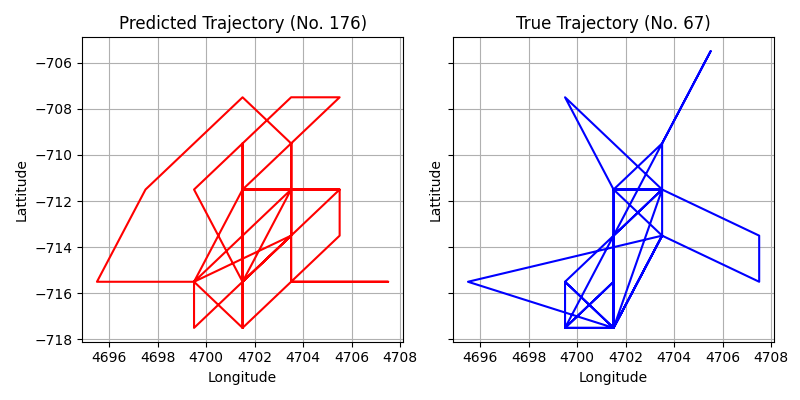 Predicted Trajectory (No. 176)
True Trajectory (No. 67)
Lattitude
−706
−708
−710
−712
−714
−716
−718
4696 4698 4700 4702 4704 4706 4708
Longitude
Lattitude
4696 4698 4700 4702 4704 4706 4708
Longitude